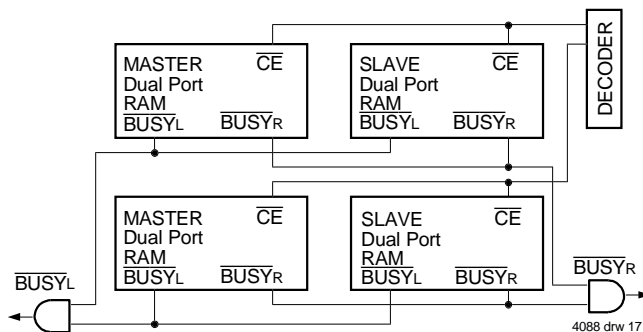 MASTER
Dual Port
RAM
BUSYL
BUSYR
CE
SLAVE
Dual Port
RAM
BUSYL
BUSYR
CE
DECODER
MASTER
Dual Port
RAM
BUSYL
BUSYR
CE
SLAVE
Dual Port
RAM
BUSYL
BUSYR
CE
BUSYL
BUSYR
4088 drw 17